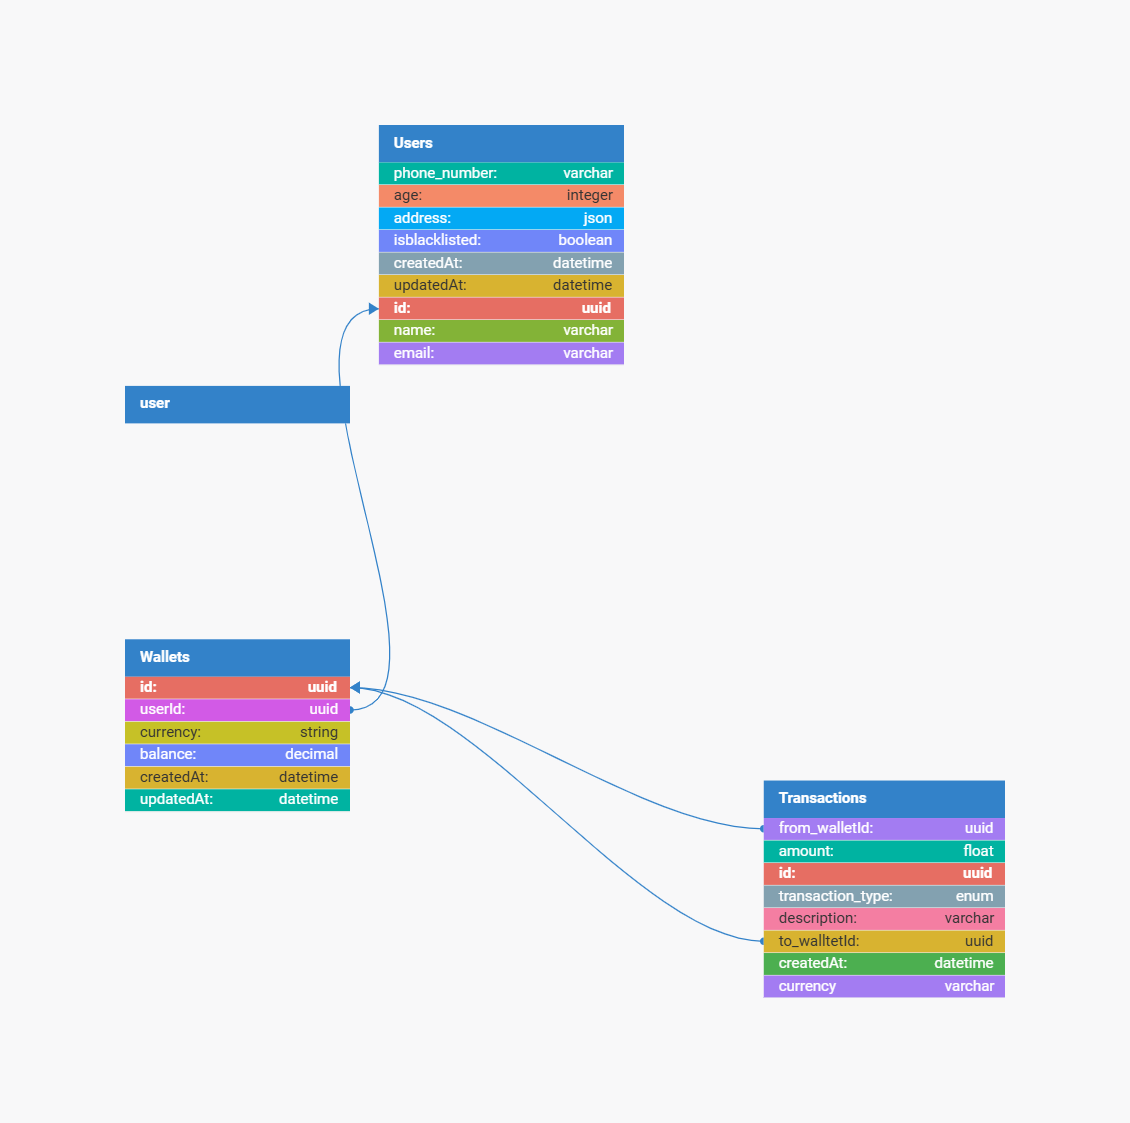 Users
phone_number: varchar
age: integer
address: json
isblacklisted: boolean
createdAt: datetime
updatedAt: datetime
id: uuid
name: varchar
email: varchar
user
Wallets
id: uuid
userId: uuid
currency: string
balance: decimal
createdAt: datetime
updatedAt: datetime
Transactions
from_walletId: uuid
amount: float
id: uuid
transaction_type: enum
description: varchar
to_walltetId: uuid
createdAt: datetime
currency varchar